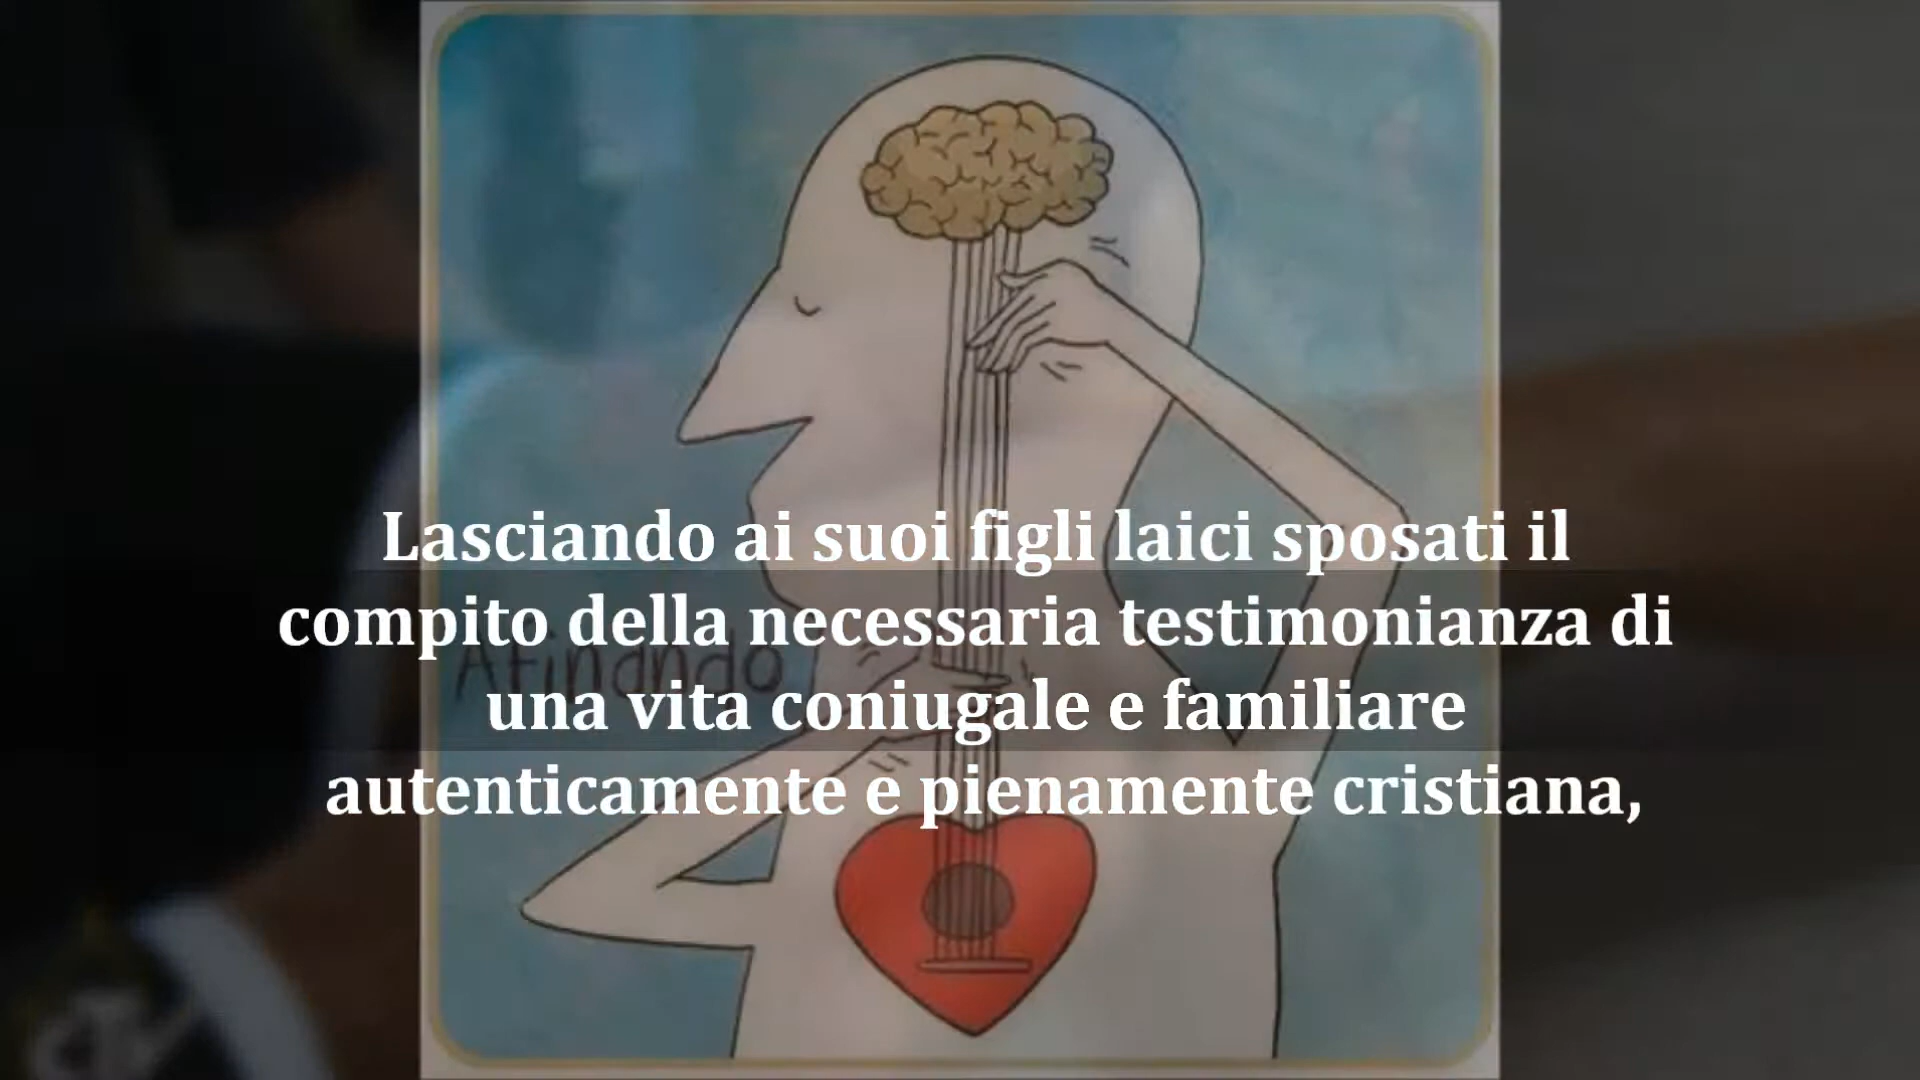 Lasciando ai suoi figli laici sposati il
compito della necessaria testimonianza di
Afinando
una vita coniugale e familiare
autenticamente e pienamente cristiana,